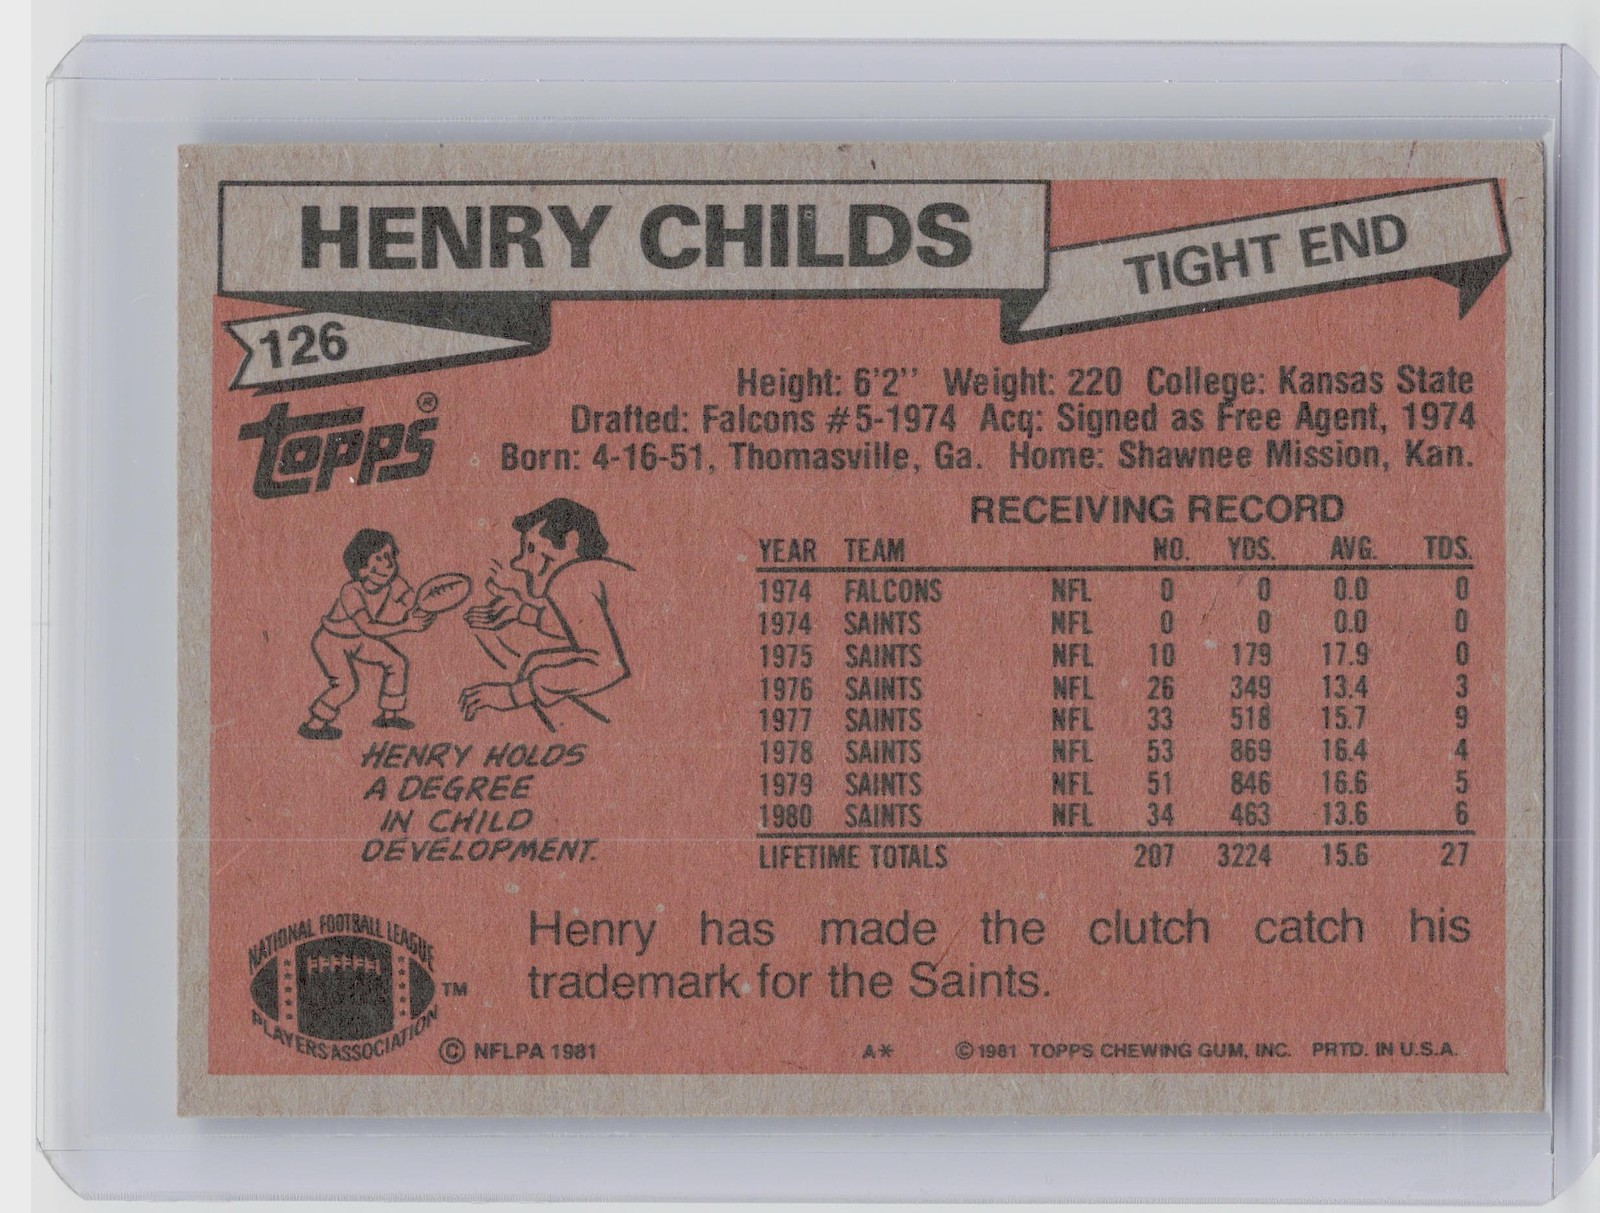 HENRY CHILDS
TIGHT END
126
topps®
Height: 6'2" Weight: 220 College: Kansas State
Drafted: Falcons #5-1974 Acq: Signed as Free Agent, 1974
Born: 4-16-51, Thomasville, Ga. Home: Shawnee Mission, Kan.
RECEIVING RECORD
YEAR TEAM NO. YDS. AVG. TDS.
1974 FALCONS NFL 0 0 0.0 0
1974 SAINTS NFL 0 0 0.0 0
1975 SAINTS NFL 10 179 17.9 0
1976 SAINTS NFL 26 349 13.4 3
1977 SAINTS NFL 33 518 15.7 9
1978 SAINTS NFL 53 869 16.4 4
1979 SAINTS NFL 51 846 16.6 5
1980 SAINTS NFL 34 463 13.6 6
LIFETIME TOTALS 207 3224 15.6 27
HENRY HOLDS
A DEGREE
IN CHILD
DEVELOPMENT.
Henry has made the clutch catch his
trademark for the Saints.
NATIONAL FOOTBALL LEAGUE
PLAYERS ASSOCIATION
TM
© NFLPA 1981
A*
© 1981 TOPPS CHEWING GUM, INC. PRTD. IN U.S.A.